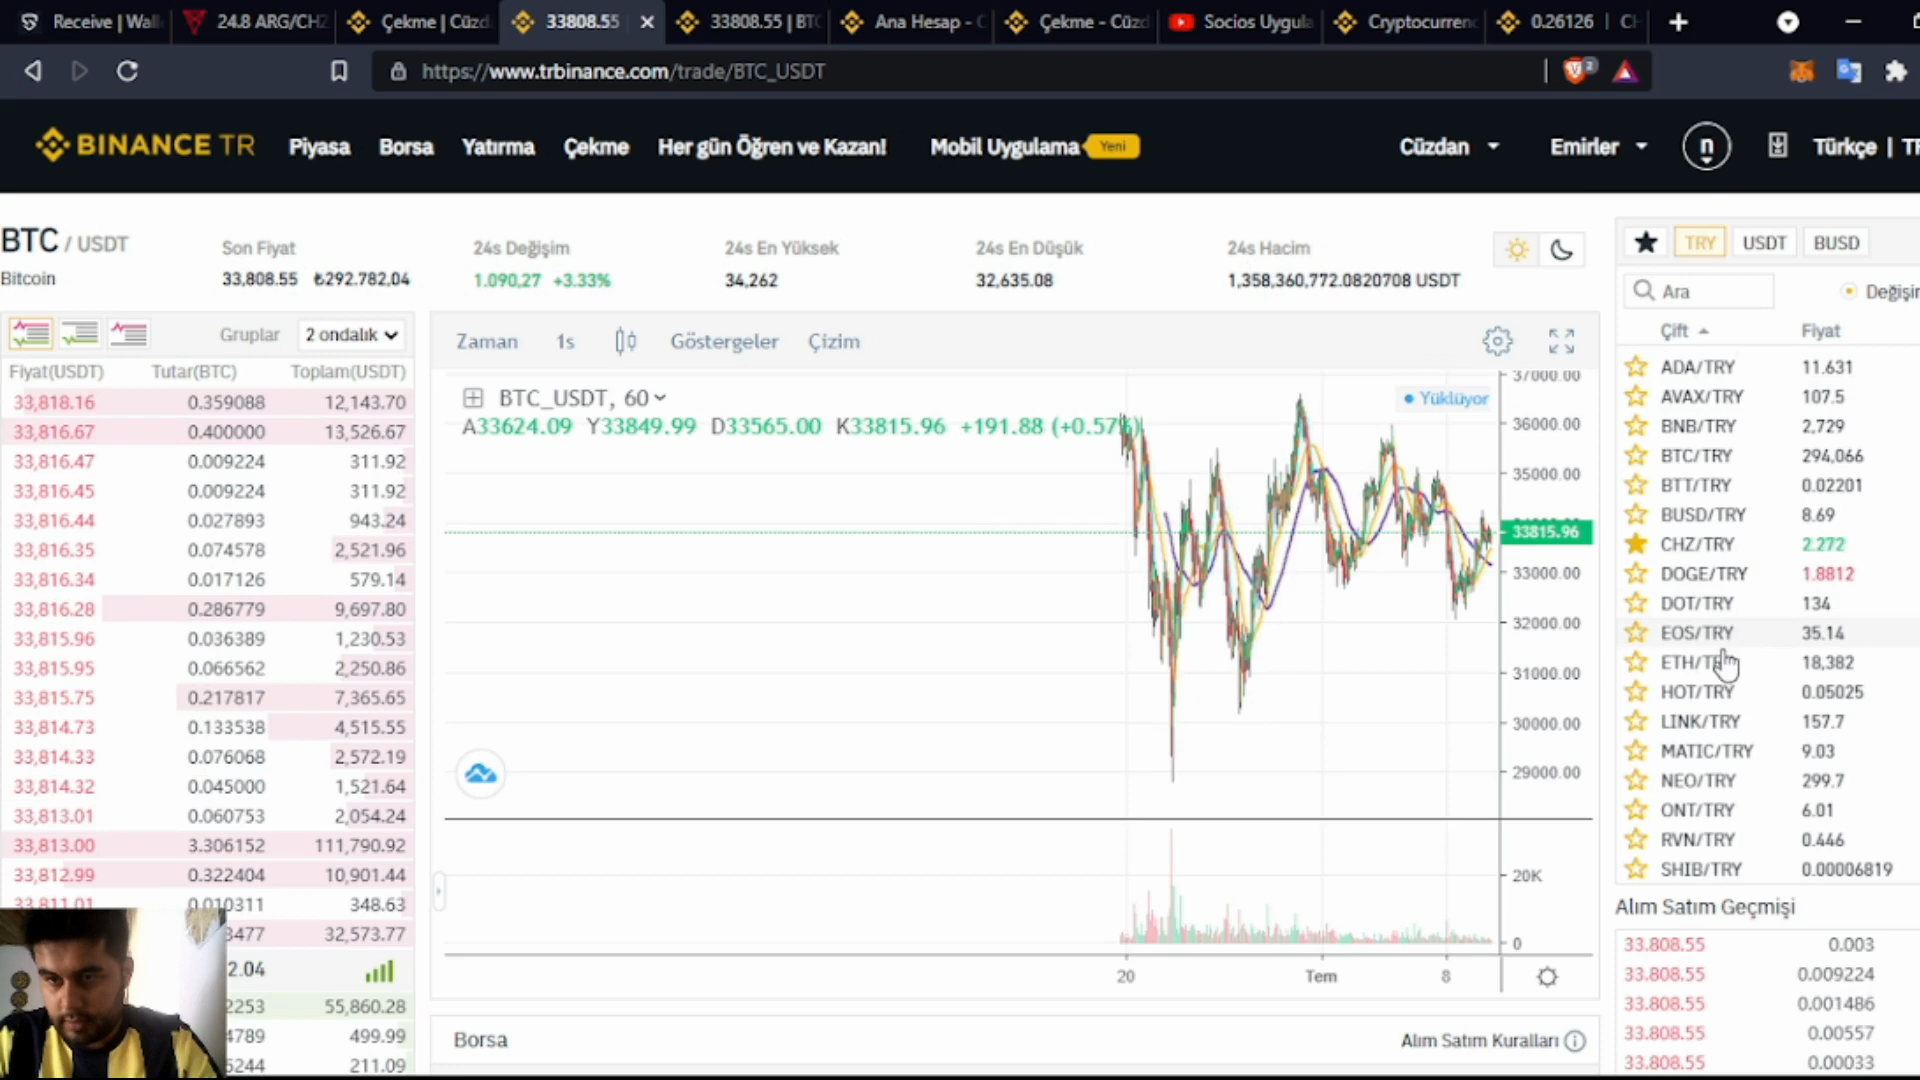 Receive | Wall
24.8 ARG/CHZ
Çekme | Cüzd
33808.55
33808.55 | BTC
Ana Hesap - C
Çekme - Cüzd
Socios Uygula
Cryptocurrenc
0.26126 | CH
https://www.trbinance.com/trade/BTC_USDT
2
BINANCE TR
Piyasa
Borsa
Yatırma
Çekme
Her gün Öğren ve Kazan!
Mobil Uygulama
Yeni
Cüzdan
Emirler
n
Türkçe | TR
BTC / USDT
Bitcoin
Son Fiyat
33,808.55 ₺292.782,04
24s Değişim
1.090,27 +3.33%
24s En Yüksek
34,262
24s En Düşük
32,635.08
24s Hacim
1,358,360,772.0820708 USDT
Gruplar
2 ondalık
Fiyat(USDT) Tutar(BTC) Toplam(USDT)
33,818.16 0.359088 12,143.70
33,816.67 0.400000 13,526.67
33,816.47 0.009224 311.92
33,816.45 0.009224 311.92
33,816.44 0.027893 943.24
33,816.35 0.074578 2,521.96
33,816.34 0.017126 579.14
33,816.28 0.286779 9,697.80
33,815.96 0.036389 1,230.53
33,815.95 0.066562 2,250.86
33,815.75 0.217817 7,365.65
33,814.73 0.133538 4,515.55
33,814.33 0.076068 2,572.19
33,814.32 0.045000 1,521.64
33,813.01 0.060753 2,054.24
33,813.00 3.306152 111,790.92
33,812.99 0.322404 10,901.44
33,811.01 0.010311 348.63
3477 32,573.77
2.04
2253 55,860.28
4789 499.99
5244 211.09
Zaman
1s
Göstergeler
Çizim
BTC_USDT, 60
A33624.09 Y33849.99 D33565.00 K33815.96 +191.88 (+0.57%)
Yüklüyor
37000.00
36000.00
35000.00
33815.96
33000.00
32000.00
31000.00
30000.00
29000.00
20K
0
20
Tem
8
Borsa
Alım Satım Kuralları
TRY
USDT
BUSD
Ara
Değişim
Çift Fiyat
ADA/TRY 11.631
AVAX/TRY 107.5
BNB/TRY 2,729
BTC/TRY 294,066
BTT/TRY 0.02201
BUSD/TRY 8.69
CHZ/TRY 2.272
DOGE/TRY 1.8812
DOT/TRY 134
EOS/TRY 35.14
ETH/TRY 18,382
HOT/TRY 0.05025
LINK/TRY 157.7
MATIC/TRY 9.03
NEO/TRY 299.7
ONT/TRY 6.01
RVN/TRY 0.446
SHIB/TRY 0.00006819
Alım Satım Geçmişi
33.808.55 0.003
33.808.55 0.009224
33.808.55 0.001486
33.808.55 0.00557
33.808.55 0.00033